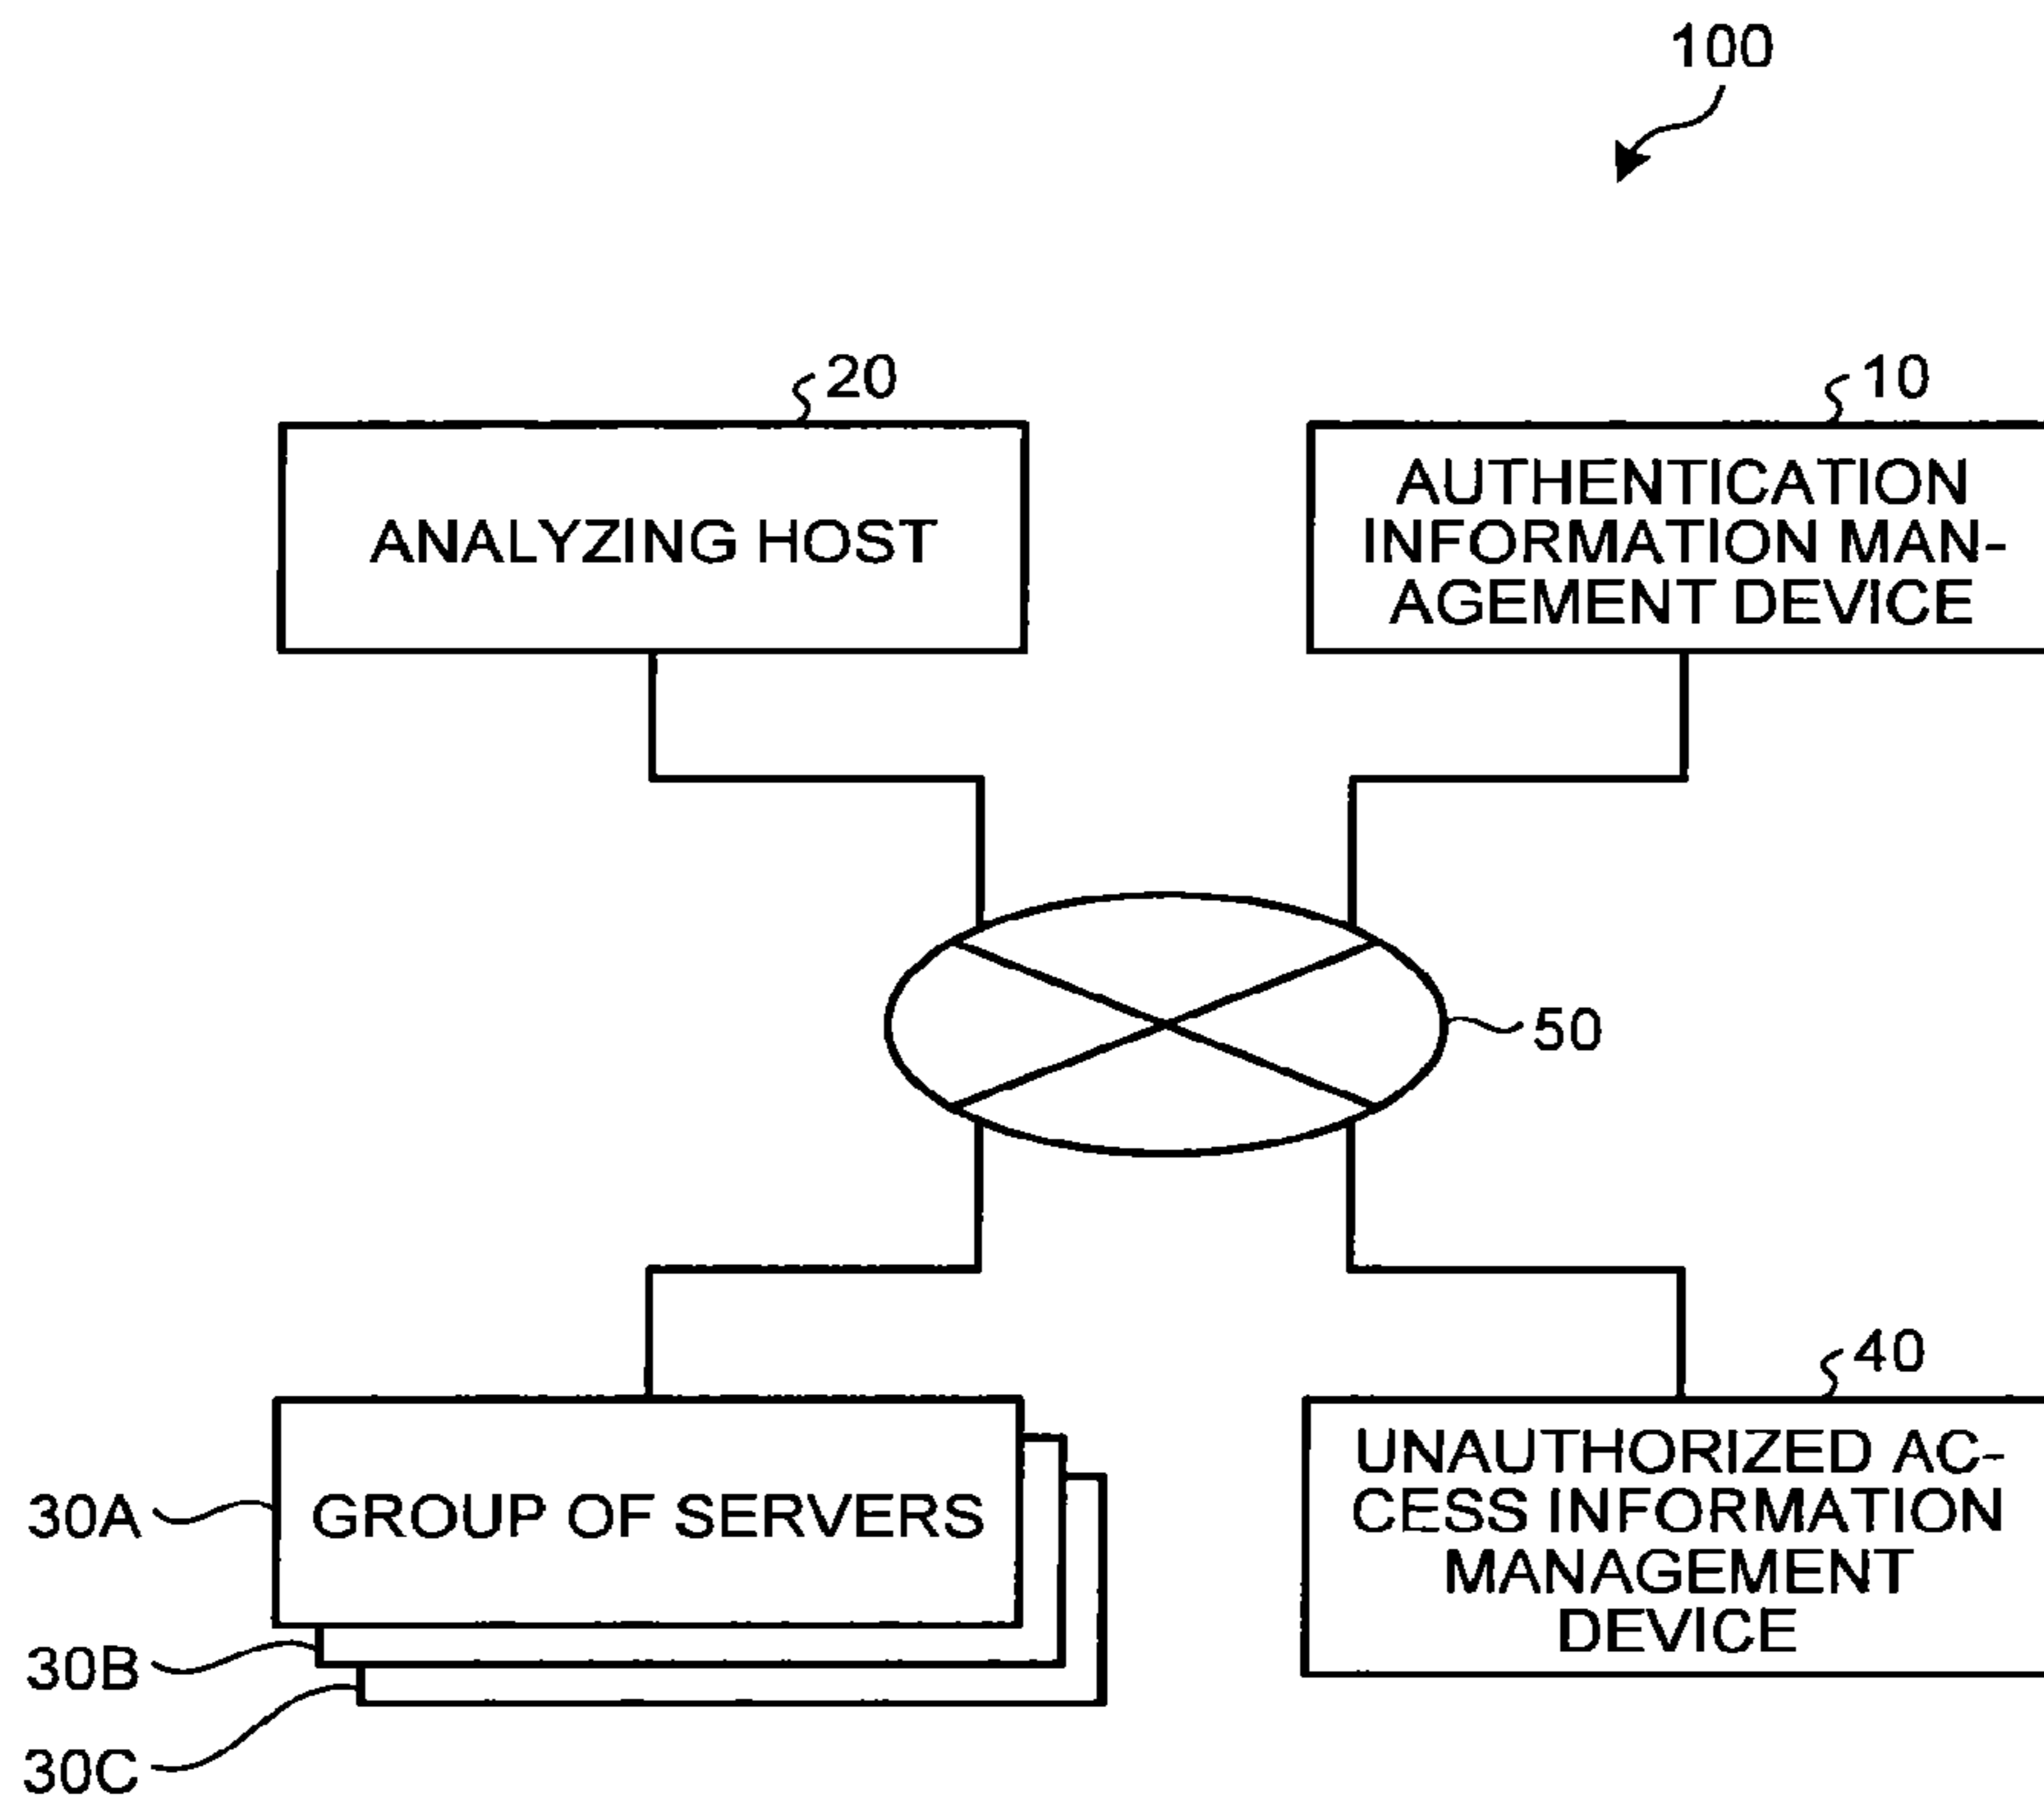 100
20
10
ANALYZING HOST
AUTHENTICATION
INFORMATION MAN-
AGEMENT DEVICE
50
40
30A
GROUP OF SERVERS
UNAUTHORIZED AC-
CESS INFORMATION
MANAGEMENT
DEVICE
30B
30C